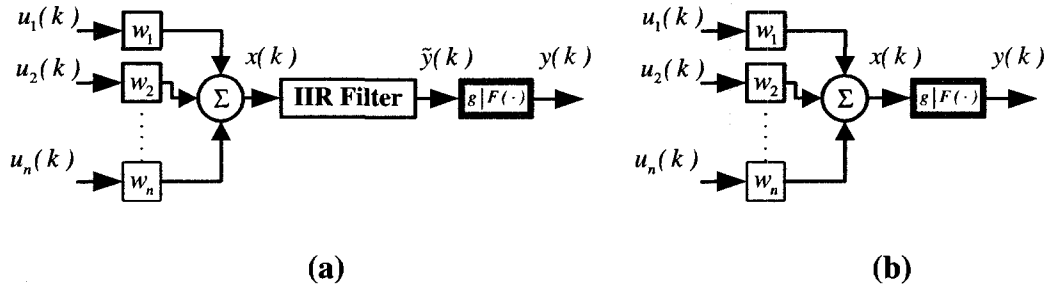 u₁(k) w₁
x(k) ỹ(k) y(k)
u₂(k) w₂ Σ IIR Filter g|F(·)
uₙ(k) wₙ
(a)
u₁(k) w₁
x(k) y(k)
u₂(k) w₂ Σ g|F(·)
uₙ(k) wₙ
(b)